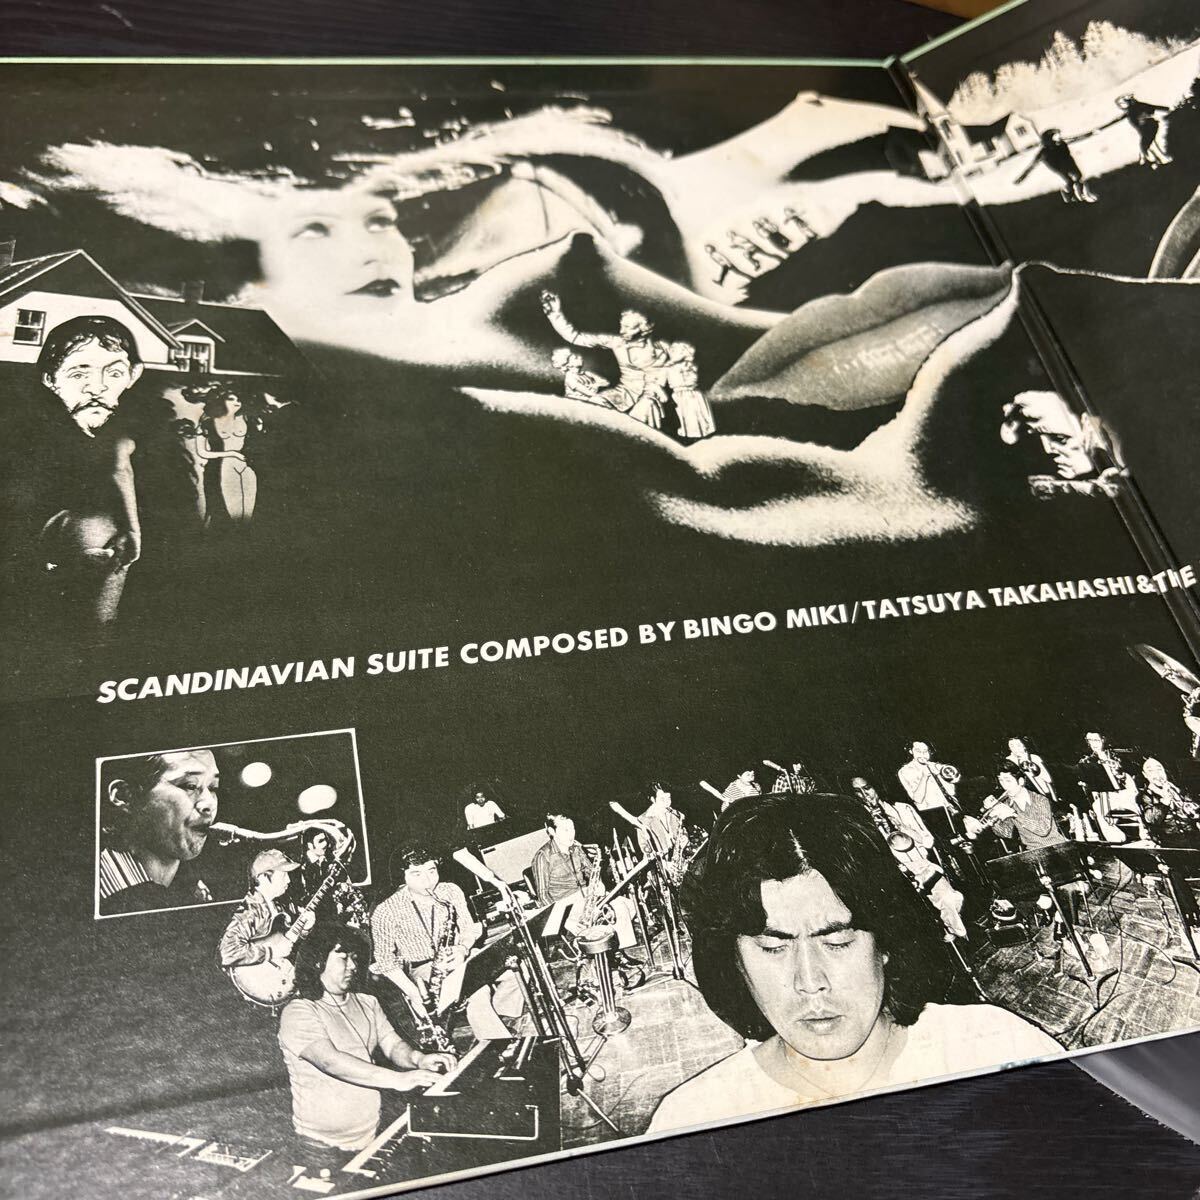 SCANDINAVIAN SUITE COMPOSED BY BINGO MIKI/TATSUYA TAKAHASHI&THE